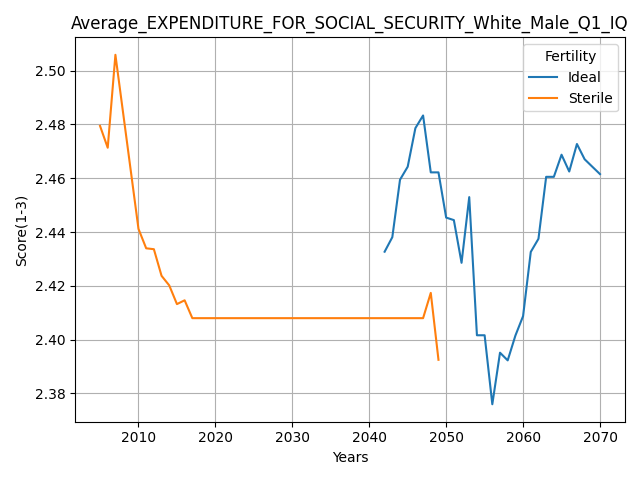 Average_EXPENDITURE_FOR_SOCIAL_SECURITY_White_Male_Q1_IQ
Fertility
Ideal
Sterile
Score(1-3)
2.50
2.48
2.46
2.44
2.42
2.40
2.38
2010 2020 2030 2040 2050 2060 2070
Years